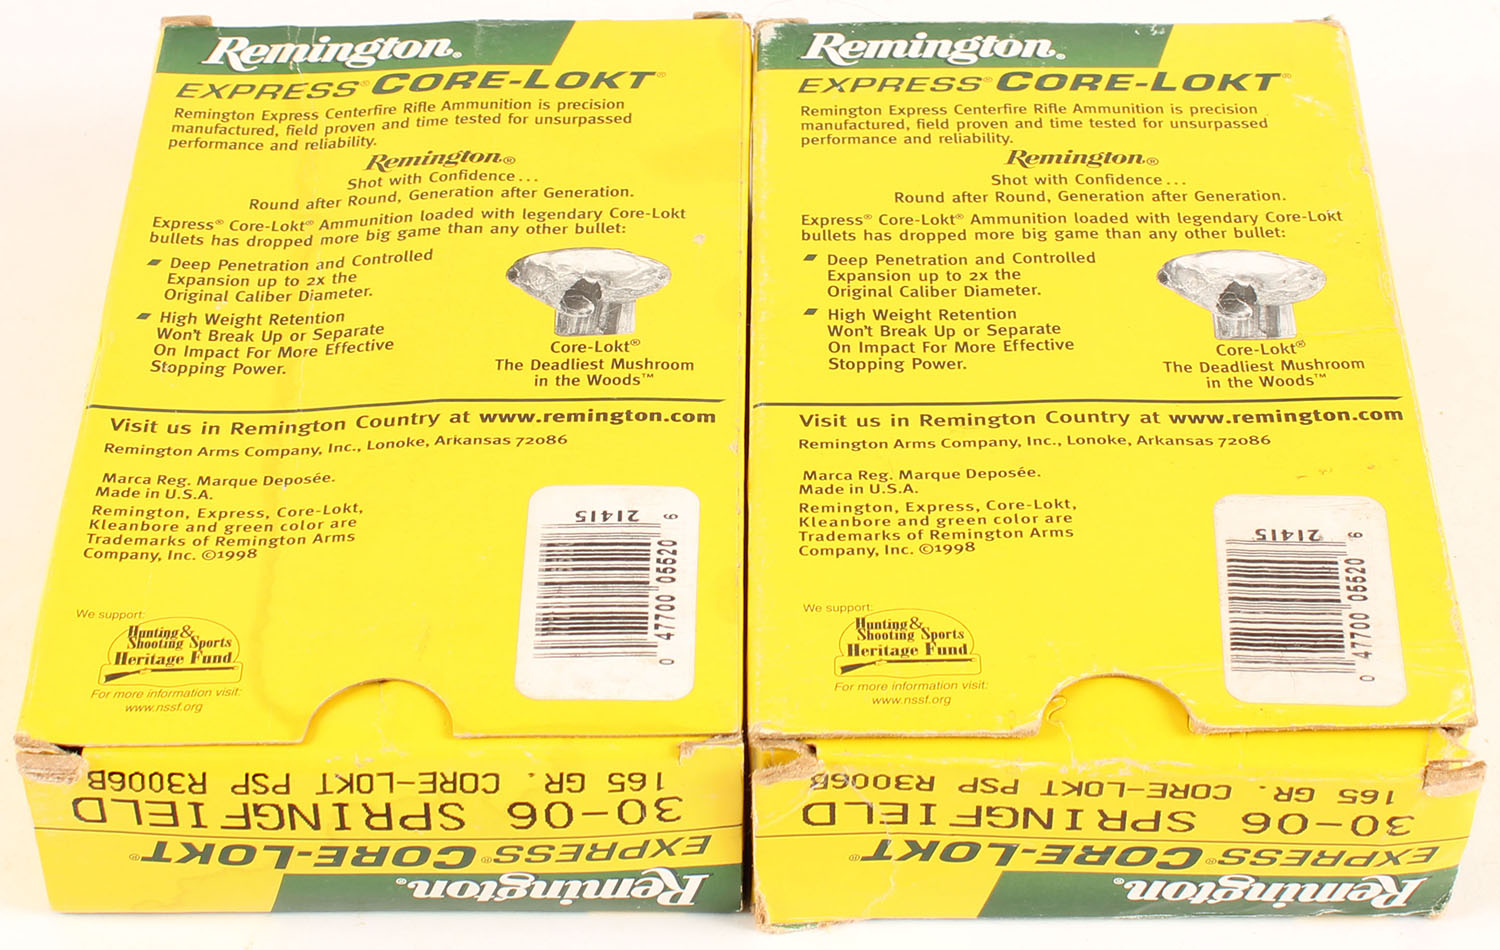 Remington®
EXPRESS® CORE-LOKT®
Remington Express Centerfire Rifle Ammunition is precision
manufactured, field proven and time tested for unsurpassed
performance and reliability.
Remington®
Shot with Confidence...
Round after Round, Generation after Generation.
Express® Core-Lokt® Ammunition loaded with legendary Core-Lokt
bullets has dropped more big game than any other bullet:
Deep Penetration and Controlled
Expansion up to 2x the
Original Caliber Diameter.
High Weight Retention
Won't Break Up or Separate
On Impact For More Effective
Stopping Power.
Core-Lokt®
The Deadliest Mushroom
in the Woods™
Visit us in Remington Country at www.remington.com
Remington Arms Company, Inc., Lonoke, Arkansas 72086
Marca Reg. Marque Deposée.
Made in U.S.A.
Remington, Express, Core-Lokt,
Kleanbore and green color are
Trademarks of Remington Arms
Company, Inc. ©1998
21415
0 47700 05520 9
We support:
Hunting &
Shooting Sports
Heritage Fund
For more information visit:
www.nssf.org
165 GR. CORE-LOKT PSP R3006B
30-06 SPRINGFIELD
EXPRESS® CORE-LOKT®
Remington®
Remington®
EXPRESS® CORE-LOKT®
Remington Express Centerfire Rifle Ammunition is precision
manufactured, field proven and time tested for unsurpassed
performance and reliability.
Remington®
Shot with Confidence...
Round after Round, Generation after Generation.
Express® Core-Lokt® Ammunition loaded with legendary Core-Lokt
bullets has dropped more big game than any other bullet:
Deep Penetration and Controlled
Expansion up to 2x the
Original Caliber Diameter.
High Weight Retention
Won't Break Up or Separate
On Impact For More Effective
Stopping Power.
Core-Lokt®
The Deadliest Mushroom
in the Woods™
Visit us in Remington Country at www.remington.com
Remington Arms Company, Inc., Lonoke, Arkansas 72086
Marca Reg. Marque Deposée.
Made in U.S.A.
Remington, Express, Core-Lokt,
Kleanbore and green color are
Trademarks of Remington Arms
Company, Inc. ©1998
21415
0 47700 05520 9
We support:
Hunting &
Shooting Sports
Heritage Fund
For more information visit:
www.nssf.org
165 GR. CORE-LOKT PSP R3006B
30-06 SPRINGFIELD
EXPRESS® CORE-LOKT®
Remington®